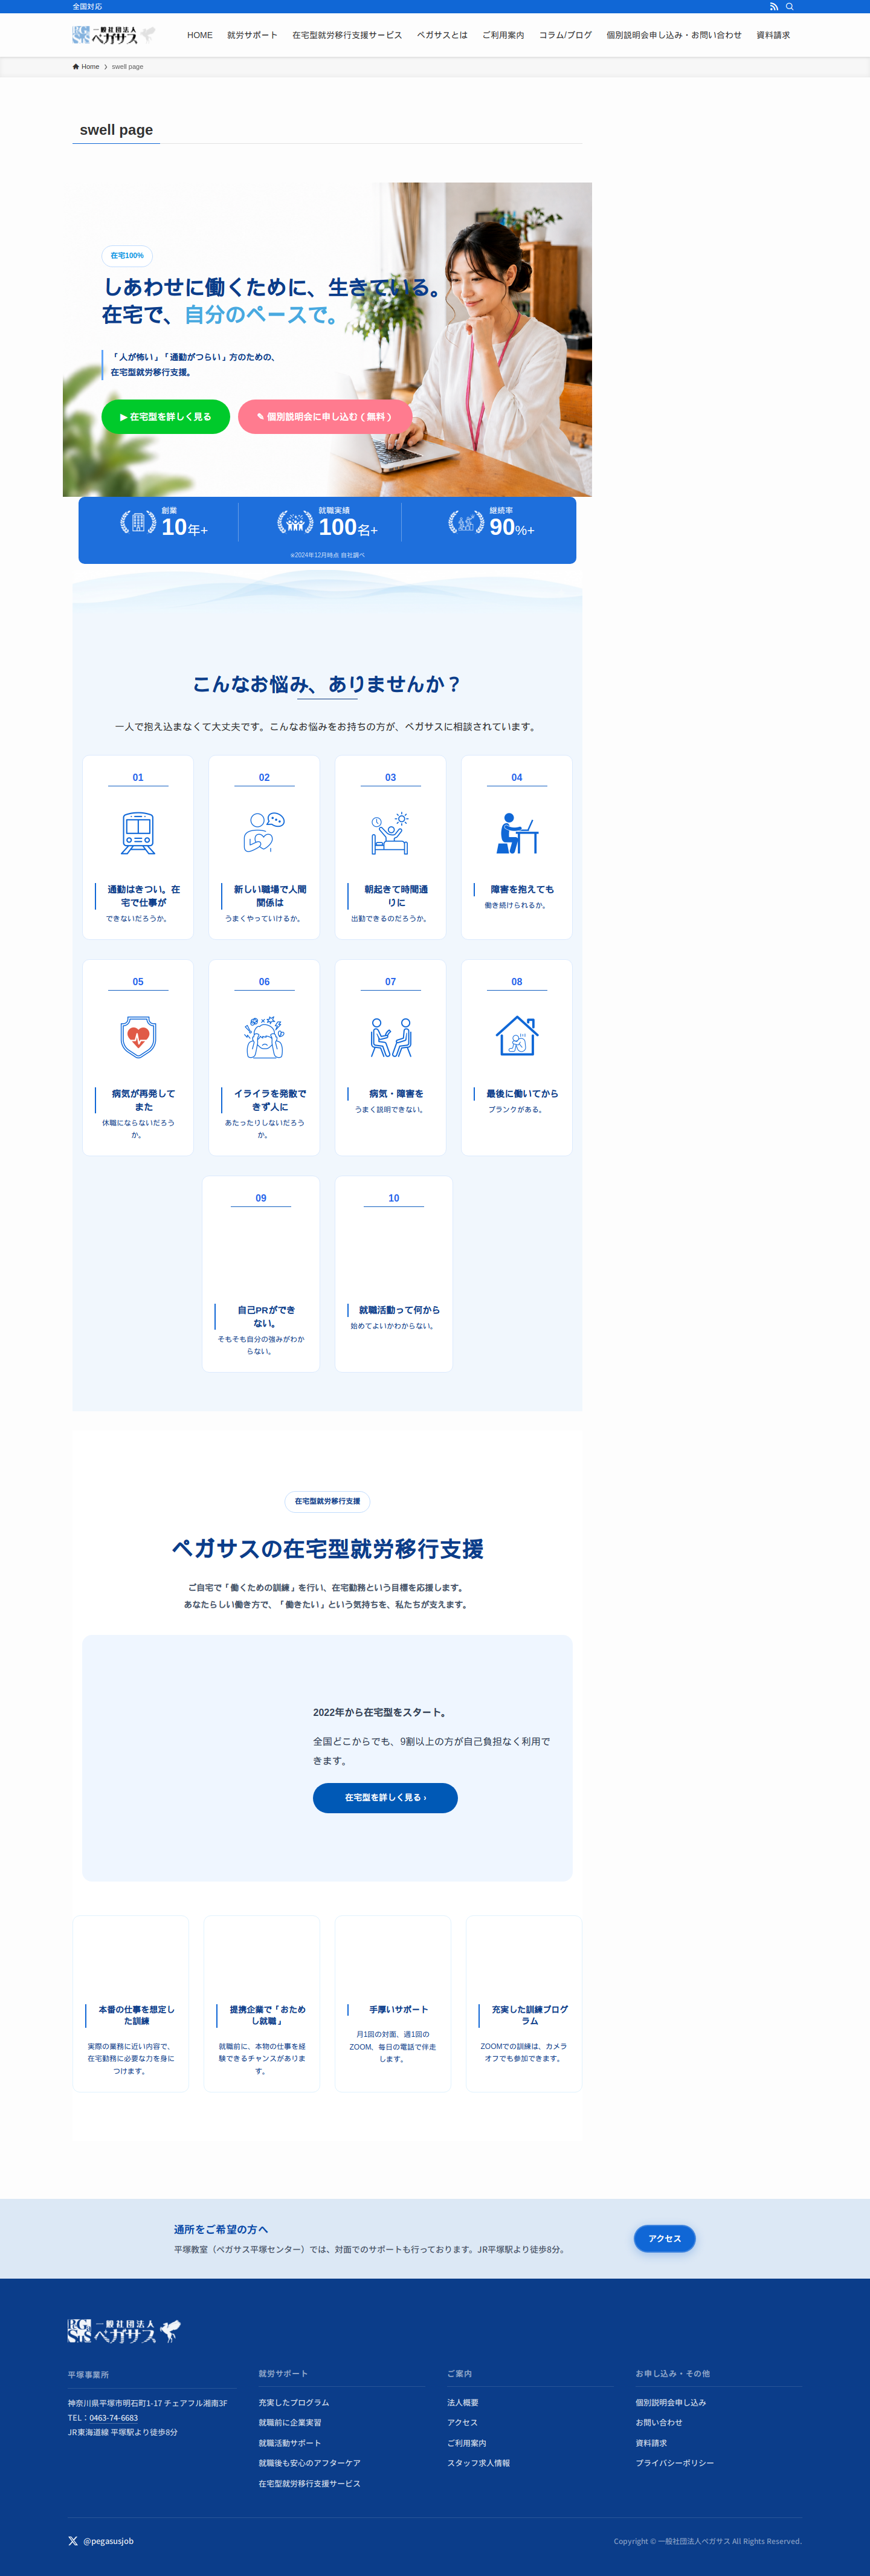 全国対応
一般社団法人
ペガサス
HOME
就労サポート
在宅型就労移行支援サービス
ペガサスとは
ご利用案内
コラム/ブログ
個別説明会申し込み・お問い合わせ
資料請求
Home
swell page
swell page
在宅100%
しあわせに働くために、生きている。
在宅で、自分のペースで。
「人が怖い」「通勤がつらい」方のための、
在宅型就労移行支援。
▶ 在宅型を詳しく見る
✎ 個別説明会に申し込む（無料）
創業
10年+
就職実績
100名+
継続率
90%+
※2024年12月時点 自社調べ
こんなお悩み、ありませんか？
一人で抱え込まなくて大丈夫です。こんなお悩みをお持ちの方が、ペガサスに相談されています。
01
通勤はきつい。在
宅で仕事が
できないだろうか。
02
新しい職場で人間
関係は
うまくやっていけるか。
03
朝起きて時間通
りに
出勤できるのだろうか。
04
障害を抱えても
働き続けられるか。
05
病気が再発して
また
休職にならないだろう
か。
06
イライラを発散で
きず人に
あたったりしないだろう
か。
07
病気・障害を
うまく説明できない。
08
最後に働いてから
ブランクがある。
09
自己PRができ
ない。
そもそも自分の強みがわか
らない。
10
就職活動って何から
始めてよいかわからない。
在宅型就労移行支援
ペガサスの在宅型就労移行支援
ご自宅で「働くための訓練」を行い、在宅勤務という目標を応援します。
あなたらしい働き方で、「働きたい」という気持ちを、私たちが支えます。
2022年から在宅型をスタート。
全国どこからでも、9割以上の方が自己負担なく利用で
きます。
在宅型を詳しく見る ›
本番の仕事を想定し
た訓練
実際の業務に近い内容で、
在宅勤務に必要な力を身に
つけます。
提携企業で「おため
し就職」
就職前に、本物の仕事を経
験できるチャンスがありま
す。
手厚いサポート
月1回の対面、週1回の
ZOOM、毎日の電話で伴走
します。
充実した訓練プログ
ラム
ZOOMでの訓練は、カメラ
オフでも参加できます。
通所をご希望の方へ
平塚教室（ペガサス平塚センター）では、対面でのサポートも行っております。JR平塚駅より徒歩8分。
アクセス
一般社団法人
ペガサス
平塚事業所
神奈川県平塚市明石町1-17 チェアフル湘南3F
TEL：0463-74-6683
JR東海道線 平塚駅より徒歩8分
就労サポート
充実したプログラム
就職前に企業実習
就職活動サポート
就職後も安心のアフターケア
在宅型就労移行支援サービス
ご案内
法人概要
アクセス
ご利用案内
スタッフ求人情報
お申し込み・その他
個別説明会申し込み
お問い合わせ
資料請求
プライバシーポリシー
@pegasusjob
Copyright © 一般社団法人ペガサス All Rights Reserved.